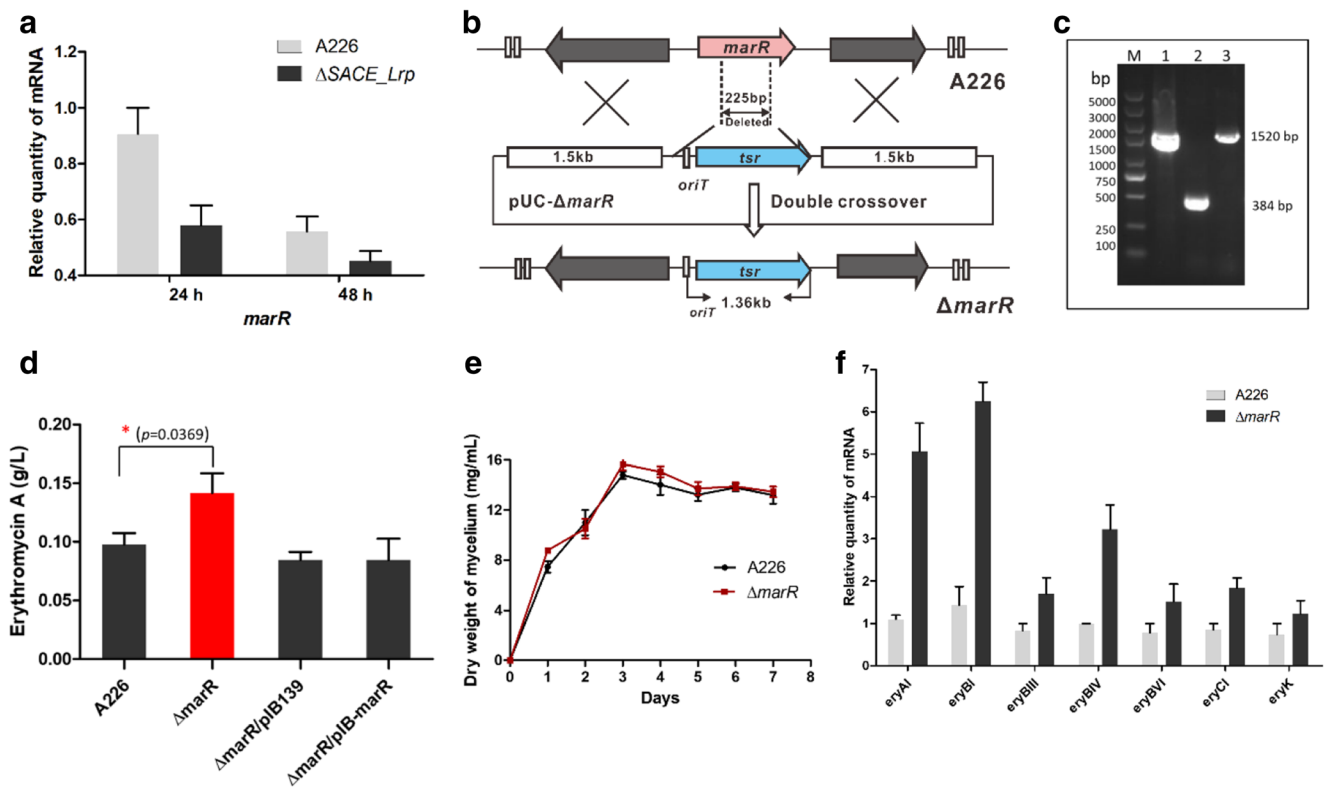 a
Relative quantity of mRNA
1.2
1.0
0.8
0.6
0.4
A226
ΔSACE_Lrp
24 h
48 h
marR
b
marR
A226
225bp
Deleted
1.5kb
tsr
1.5kb
oriT
pUC-ΔmarR
Double crossover
tsr
oriT
1.36kb
ΔmarR
c
M 1 2 3
bp
5000
3000
2000
1500
1000
750
500
250
100
1520 bp
384 bp
d
Erythromycin A (g/L)
0.20
0.15
0.10
0.05
0.00
* (p=0.0369)
A226
ΔmarR
ΔmarR/pIB139
ΔmarR/pIB-marR
e
Dry weight of mycelium (mg/mL)
16
12
8
4
0
A226
ΔmarR
0 1 2 3 4 5 6 7 8
Days
f
Relative quantity of mRNA
7
6
5
4
3
2
1
0
A226
ΔmarR
eryAI
eryBI
eryBIII
eryBIV
eryBVI
eryCI
eryK